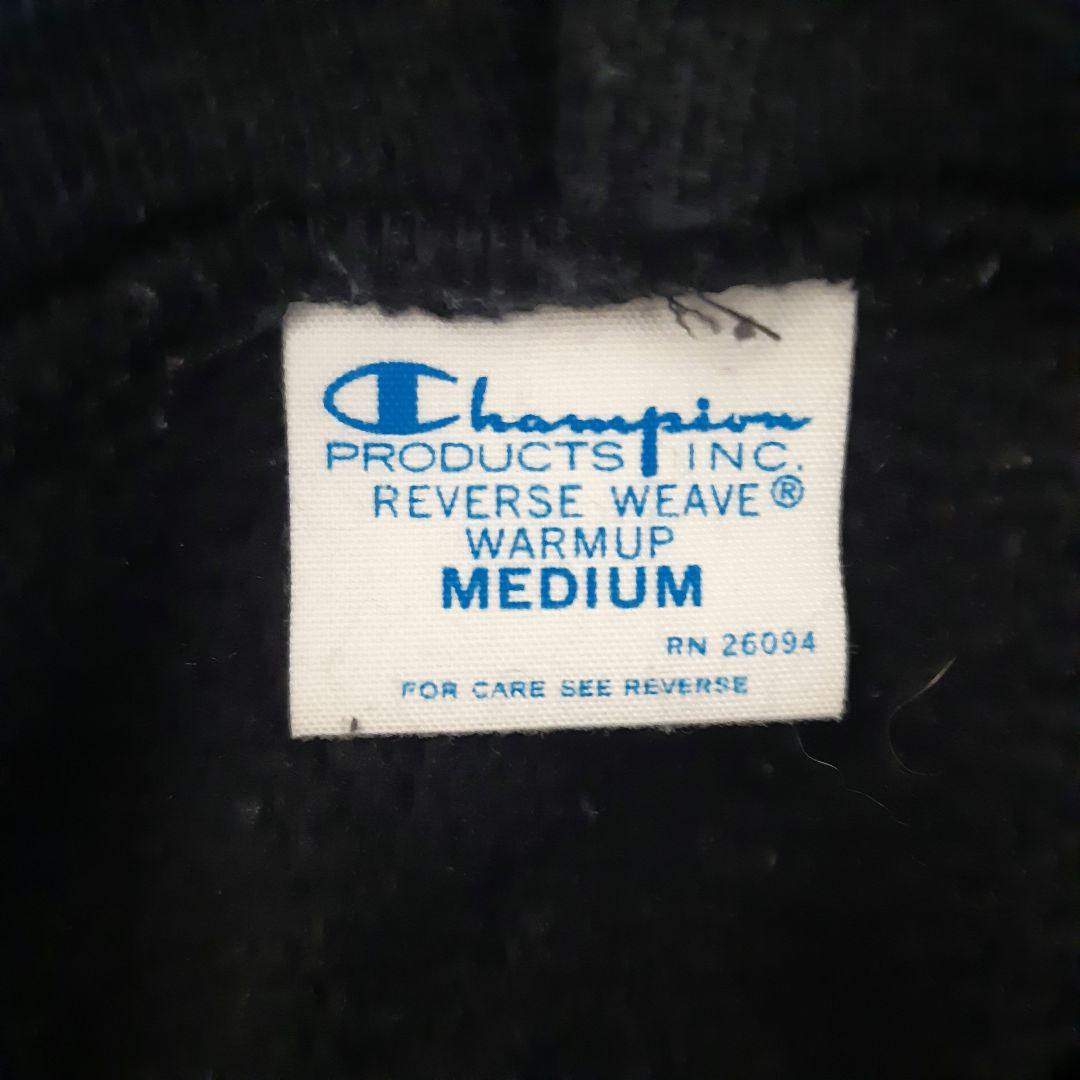 Champion
PRODUCTS INC.
REVERSE WEAVE®
WARMUP
MEDIUM
RN 26094
FOR CARE SEE REVERSE